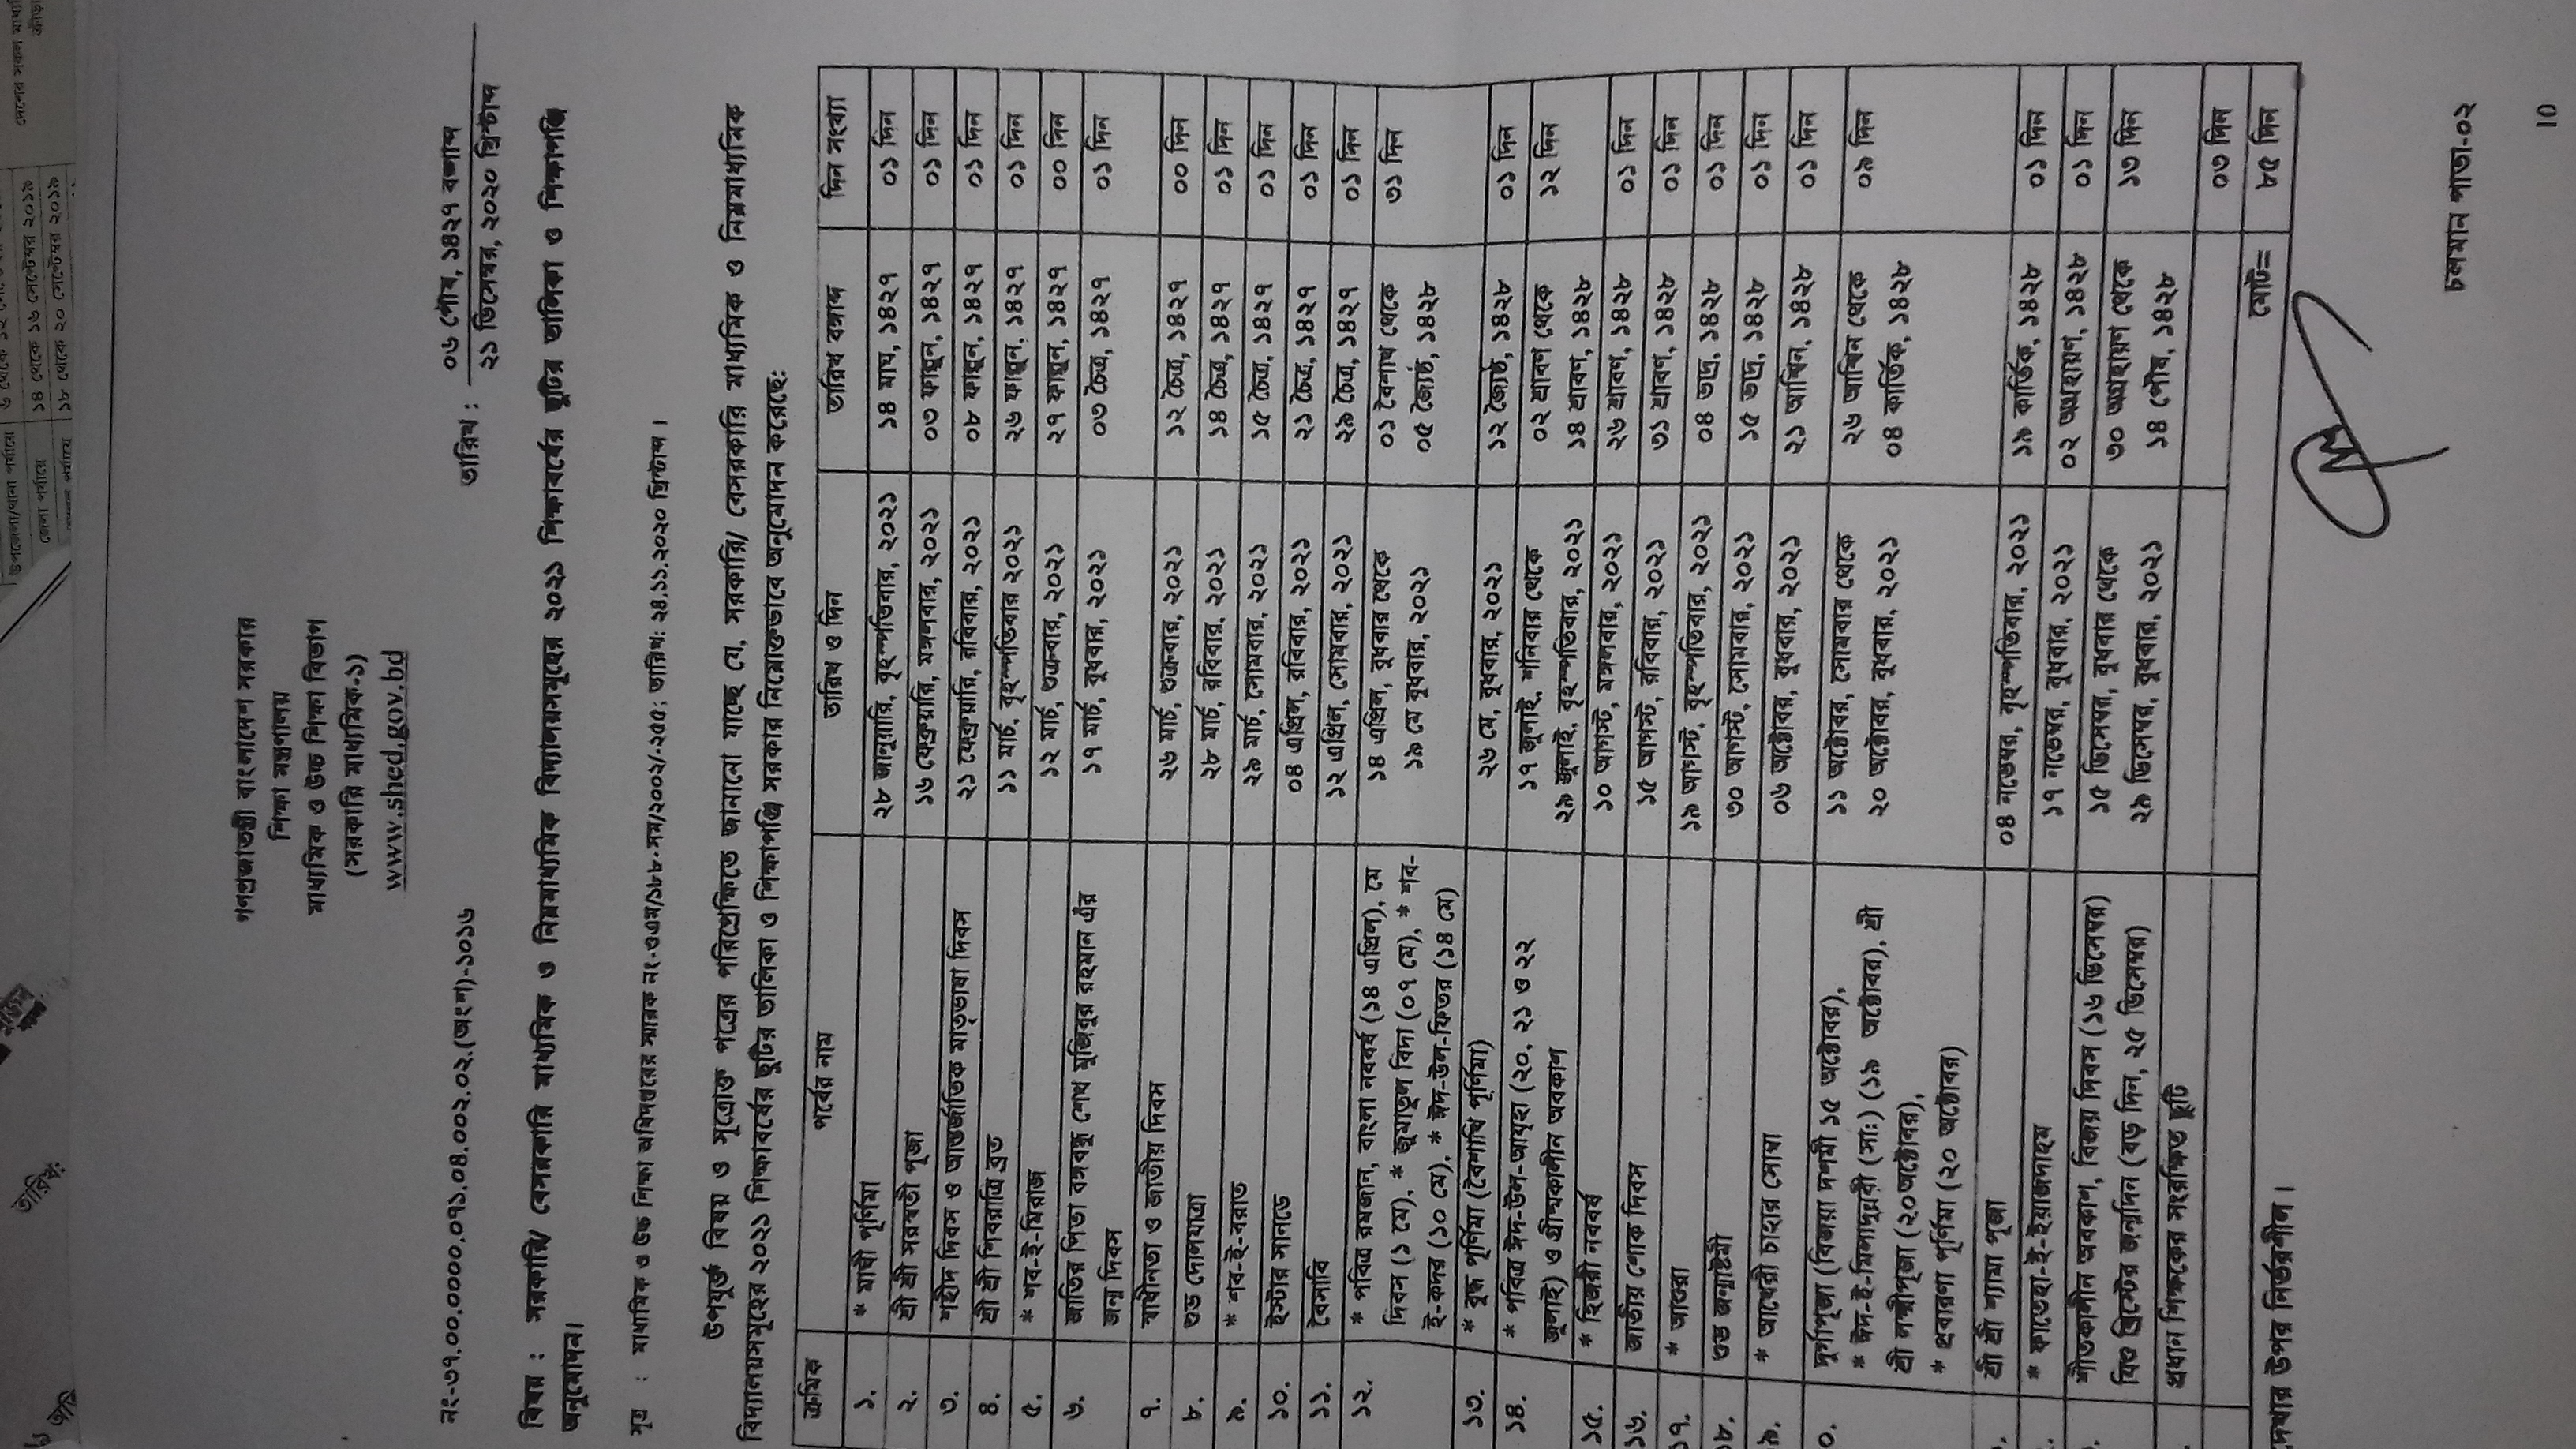 তারিখ:
উপজেলা/থানা পর্যায়ে
৬ থেকে ১২
জেলা পর্যায়ে
১৪ থেকে ১৬ সেপ্টেম্বর ২০১৯
পর্যায়ে
১৮ থেকে ২০ সেপ্টেম্বর ২০১৯
দেশের সকল
গণপ্রজাতন্ত্রী বাংলাদেশ সরকার
শিক্ষা মন্ত্রণালয়
মাধ্যমিক ও উচ্চ শিক্ষা বিভাগ
(সরকারি মাধ্যমিক-১)
www.shed.gov.bd
নং-৩৭.০০.০০০০.০৭১.০৪.০০২.০২.(অংশ)-১০১৬
তারিখ : ০৬ পৌষ, ১৪২৭ বঙ্গাব্দ
২১ ডিসেম্বর, ২০২০ খ্রিস্টাব্দ
বিষয় : সরকারি/ বেসরকারি মাধ্যমিক ও নিম্নমাধ্যমিক বিদ্যালয়সমূহের ২০২১ শিক্ষাবর্ষের ছুটির তালিকা ও শিক্ষাপঞ্জি
অনুমোদন।
সূত্র : মাধ্যমিক ও উচ্চ শিক্ষা অধিদপ্তরের স্মারক নং-ওএম/১৮৮-সম/২০০২/-২৫৫; তারিখ: ২৪.১১.২০২০ খ্রিস্টাব্দ ।
উপযুর্ক্ত বিষয় ও সূত্রোক্ত পত্রের পরিপ্রেক্ষিতে জানানো যাচ্ছে যে, সরকারি/ বেসরকারি মাধ্যমিক ও নিম্নমাধ্যমিক
বিদ্যালয়সমূহের ২০২১ শিক্ষাবর্ষের ছুটির তালিকা ও শিক্ষাপঞ্জি সরকার নিম্নোক্তভাবে অনুমোদন করেছে:
ক্রমিক পর্বের নাম তারিখ ও দিন তারিখ বঙ্গাব্দ দিন সংখ্যা
১. * মাঘী পূর্ণিমা ২৮ জানুয়ারি, বৃহস্পতিবার, ২০২১ ১৪ মাঘ, ১৪২৭ ০১ দিন
২. শ্রী শ্রী সরস্বতী পূজা ১৬ ফেব্রুয়ারি, মঙ্গলবার, ২০২১ ০৩ ফাল্গুন, ১৪২৭ ০১ দিন
৩. শহীদ দিবস ও আন্তর্জাতিক মাতৃভাষা দিবস ২১ ফেব্রুয়ারি, রবিবার, ২০২১ ০৮ ফাল্গুন, ১৪২৭ ০১ দিন
৪. শ্রী শ্রী শিবরাত্রি ব্রত ১১ মার্চ, বৃহস্পতিবার ২০২১ ২৬ ফাল্গুন, ১৪২৭ ০১ দিন
৫. * শব-ই-মিরাজ ১২ মার্চ, শুক্রবার, ২০২১ ২৭ ফাল্গুন, ১৪২৭ ০০ দিন
৬. জাতির পিতা বঙ্গবন্ধু শেখ মুজিবুর রহমান এঁর ১৭ মার্চ, বুধবার, ২০২১ ০৩ চৈত্র, ১৪২৭ ০১ দিন
জন্ম দিবস
৭. স্বাধীনতা ও জাতীয় দিবস ২৬ মার্চ, শুক্রবার, ২০২১ ১২ চৈত্র, ১৪২৭ ০০ দিন
৮. শুভ দোলযাত্রা ২৮ মার্চ, রবিবার, ২০২১ ১৪ চৈত্র, ১৪২৭ ০১ দিন
৯. * শব-ই-বরাত ২৯ মার্চ, সোমবার, ২০২১ ১৫ চৈত্র, ১৪২৭ ০১ দিন
১০. ইস্টার সানডে ০৪ এপ্রিল, রবিবার, ২০২১ ২১ চৈত্র, ১৪২৭ ০১ দিন
১১. বৈসাবি ১২ এপ্রিল, সোমবার, ২০২১ ২৯ চৈত্র, ১৪২৭ ০১ দিন
১২. * পবিত্র রমজান, বাংলা নববর্ষ (১৪ এপ্রিল), মে ১৪ এপ্রিল, বুধবার থেকে ০১ বৈশাখ থেকে ৩১ দিন
দিবস (১ মে), * জুমাতুল বিদা (০৭ মে), * শব- ১৯ মে বুধবার, ২০২১ ০৫ জ্যৈষ্ঠ, ১৪২৮
ই-কদর (১০ মে), * ঈদ-উল-ফিতর (১৪ মে)
১৩. * বুদ্ধ পূর্ণিমা (বৈশাখি পূর্ণিমা) ২৬ মে, বুধবার, ২০২১ ১২ জ্যৈষ্ঠ, ১৪২৮ ০১ দিন
১৪. * পবিত্র ঈদ-উল-আয্হা (২০, ২১ ও ২২ ১৭ জুলাই, শনিবার থেকে ০২ শ্রাবণ থেকে ১২ দিন
জুলাই) ও গ্রীষ্মকালীন অবকাশ ২৯ জুলাই, বৃহস্পতিবার, ২০২১ ১৪ শ্রাবণ, ১৪২৮
১৫. * হিজরী নববর্ষ ১০ আগস্ট, মঙ্গলবার, ২০২১ ২৬ শ্রাবণ, ১৪২৮ ০১ দিন
১৬. জাতীয় শোক দিবস ১৫ আগস্ট, রবিবার, ২০২১ ৩১ শ্রাবণ, ১৪২৮ ০১ দিন
১৭. * আশুরা ১৯ আগস্ট, বৃহস্পতিবার, ২০২১ ০৪ ভাদ্র, ১৪২৮ ০১ দিন
৮. শুভ জন্মাষ্টমী ৩০ আগস্ট, সোমবার, ২০২১ ১৫ ভাদ্র, ১৪২৮ ০১ দিন
৯. * আখেরী চাহার সোম্বা ০৬ অক্টোবর, বুধবার, ২০২১ ২১ আশ্বিন, ১৪২৮ ০১ দিন
০. দুর্গাপূজা (বিজয়া দশমী ১৫ অক্টোবর), ১১ অক্টোবর, সোমবার থেকে ২৬ আশ্বিন থেকে ০৯ দিন
* ঈদ-ই-মিলাদুন্নবী (সা:) (১৯ অক্টোবর), শ্রী ২০ অক্টোবর, বুধবার, ২০২১ ০৪ কার্তিক, ১৪২৮
শ্রী লক্ষ্মীপূজা (২০অক্টোবর),
* প্রবারণা পূর্ণিমা (২০ অক্টোবর)
শ্রী শ্রী শ্যামা পূজা ০৪ নভেম্বর, বৃহস্পতিবার, ২০২১ ১৯ কার্তিক, ১৪২৮ ০১ দিন
* ফাতেহা-ই-ইয়াজদাহম ১৭ নভেম্বর, বুধবার, ২০২১ ০২ অগ্রহায়ণ, ১৪২৮ ০১ দিন
শীতকালীন অবকাশ, বিজয় দিবস (১৬ ডিসেম্বর) ১৫ ডিসেম্বর, বুধবার থেকে ৩০ অগ্রহায়ণ থেকে ১৩ দিন
যিশু খ্রিস্টের জন্মদিন (বড় দিন, ২৫ ডিসেম্বর) ২৯ ডিসেম্বর, বুধবার, ২০২১ ১৪ পৌষ, ১৪২৮
প্রধান শিক্ষকের সংরক্ষিত ছুটি ০৩ দিন
মোট= ৮৫ দিন
দেখার উপর নির্ভরশীল ।
চলমান পাতা-০২
10